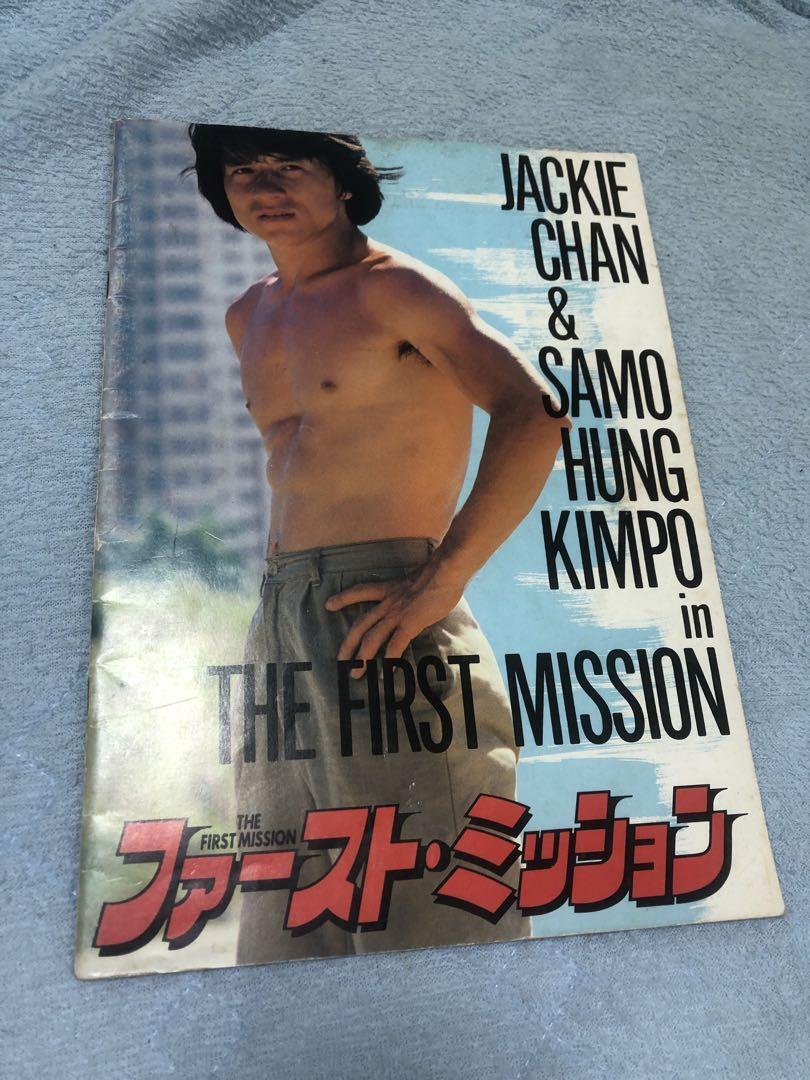 JACKIE
CHAN
&
SAMO
HUNG
KIMPO
in
THE FIRST MISSION
THE
FIRST MISSION
ファースト・ミッション